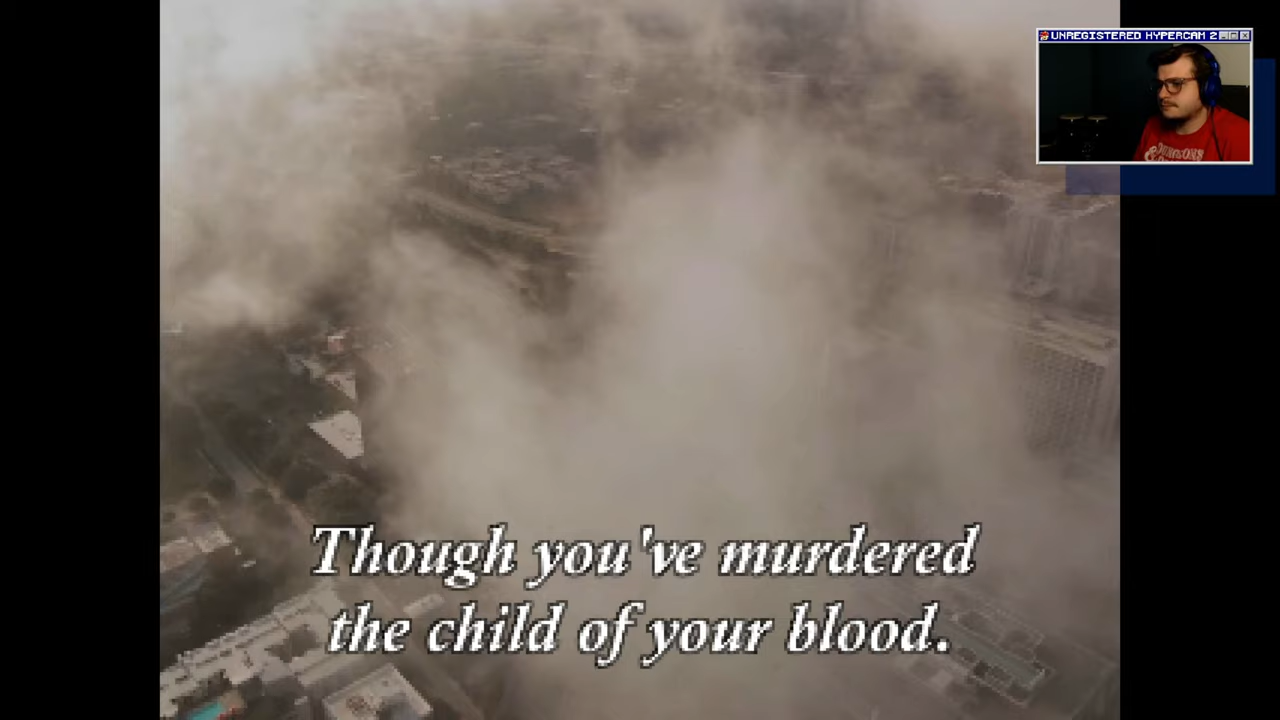 UNREGISTERED HYPERCAM 2
Though you've murdered
the child of your blood.